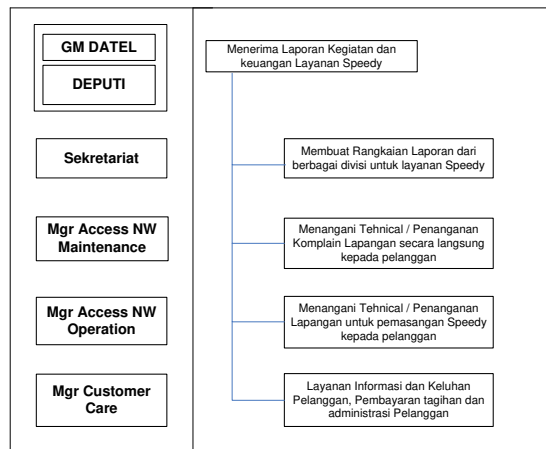 GM DATEL
DEPUTI
Menerima Laporan Kegiatan dan
keuangan Layanan Speedy
Sekretariat
Membuat Rangkaian Laporan dari
berbagai divisi untuk layanan Speedy
Mgr Access NW
Maintenance
Menangani Tehnical / Penanganan
Komplain Lapangan secara langsung
kepada pelanggan
Mgr Access NW
Operation
Menangani Tehnical / Penanganan
Lapangan untuk pemasangan Speedy
kepada pelanggan
Mgr Customer
Care
Layanan Informasi dan Keluhan
Pelanggan, Pembayaran tagihan dan
administrasi Pelanggan